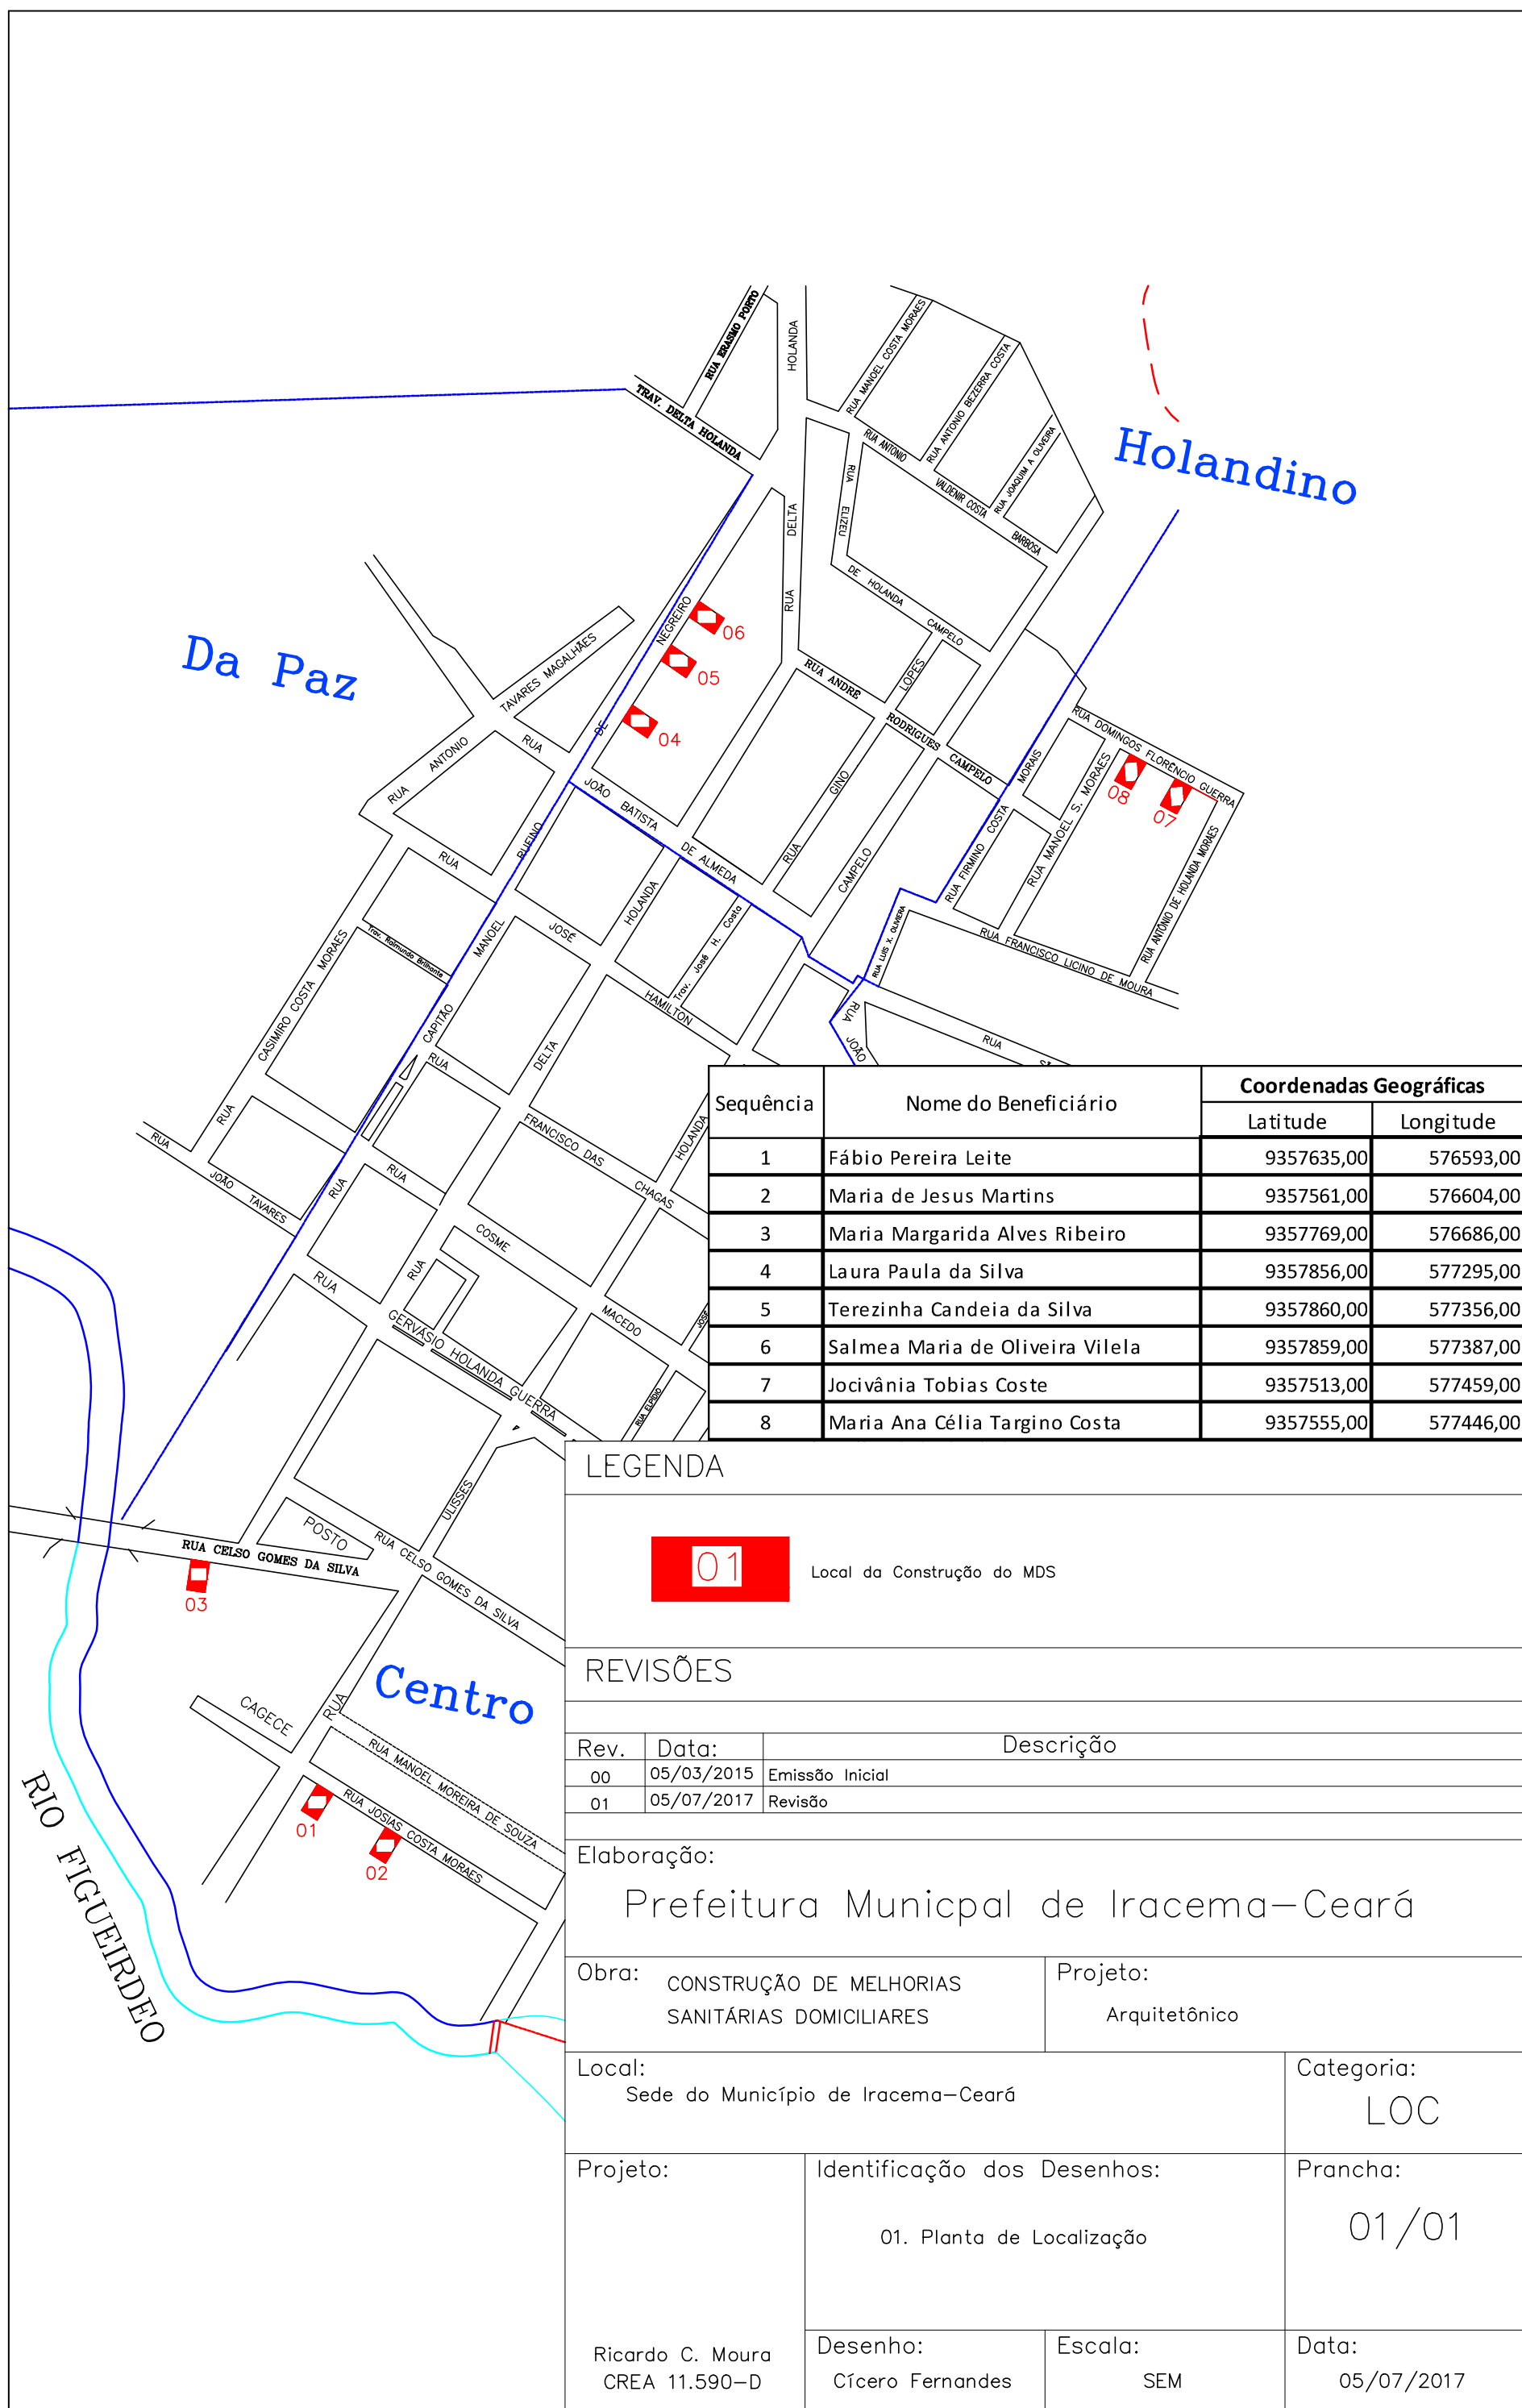 RUA ERASMO PORTO
HOLANDA
RUA MANOEL COSTA MORAES
RUA ANTONIO BEZERRA COSTA
TRAV. DELTA HOLANDA
RUA ANTONIO
VALDENIR COSTA
BARBOSA
RUA JOAQUIM A OLIVEIRA
Holandino
RUA
ELIZEU
DE HOLANDA
CAMPELO
DELTA
RUA
NEGREIRO
06
05
04
Da Paz
TAVARES MAGALHÃES
RUA
DE
ANTONIO
RUA
RUA ANDRE
RODRIGUES
CAMPELO
LOPES
GINO
RUA
MORAIS
RUA DOMINGOS FLORÊNCIO GUERRA
08
07
RUA MANOEL S. MORAES
RUA FIRMINO COSTA
RUA ANTONIO DE HOLANDA MORAES
JOÃO
BATISTA
DE ALMEDA
CAMPELO
RUFINO
RUA
JOSÉ
HOLANDA
Trav. José H. Costa
RUA LUIS X. OLIVIERA
RUA FRANCISCO LICINO DE MOURA
Trav. Raimundo Brilhante
MANOEL
HAMILTON
RUA
JOÃO
RUA
CASIMIRO COSTA MORAES
RUA
CAPITÃO
RUA
DELTA
FRANCISCO DAS
CHAGAS
HOLANDA
RUA
JOÃO
TAVARES
RUA
RUA
COSME
MACEDO
JOSÉ
RUA
RUA
GERVÁSIO HOLANDA GUERRA
RUA ELPIDIO
Sequência Nome do Beneficiário Coordenadas Geográficas
Latitude Longitude
1 Fábio Pereira Leite 9357635,00 576593,00
2 Maria de Jesus Martins 9357561,00 576604,00
3 Maria Margarida Alves Ribeiro 9357769,00 576686,00
4 Laura Paula da Silva 9357856,00 577295,00
5 Terezinha Candeia da Silva 9357860,00 577356,00
6 Salmea Maria de Oliveira Vilela 9357859,00 577387,00
7 Jocivânia Tobias Coste 9357513,00 577459,00
8 Maria Ana Célia Targino Costa 9357555,00 577446,00
ULISSES
POSTO
RUA CELSO GOMES DA SILVA
RUA CELSO GOMES DA SILVA
03
Centro
RUA
CAGECE
RUA MANOEL MOREIRA DE SOUZA
RUA JOSIAS COSTA MORAES
01
02
RIO FIGUEIRDEO
LEGENDA
01 Local da Construção do MDS
REVISÕES
Rev. Data: Descrição
00 05/03/2015 Emissão Inicial
01 05/07/2017 Revisão
Elaboração:
Prefeitura Municpal de Iracema-Ceará
Obra: CONSTRUÇÃO DE MELHORIAS
SANITÁRIAS DOMICILIARES
Projeto:
Arquitetônico
Local:
Sede do Município de Iracema-Ceará
Categoria:
LOC
Projeto:
Ricardo C. Moura
CREA 11.590-D
Identificação dos Desenhos:
01. Planta de Localização
Prancha:
01/01
Desenho:
Cícero Fernandes
Escala:
SEM
Data:
05/07/2017